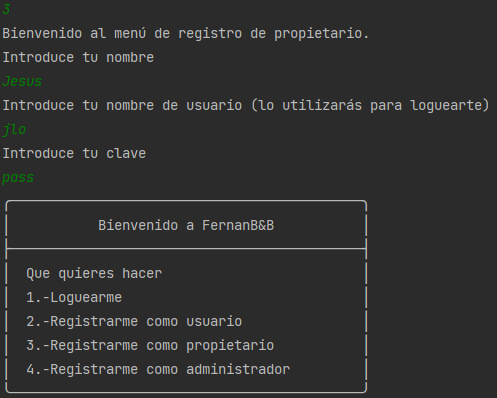 3
Bienvenido al menú de registro de propietario.
Introduce tu nombre
Jesus
Introduce tu nombre de usuario (lo utilizarás para loguearte)
jlo
Introduce tu clave
pass
Bienvenido a FernanB&B
Que quieres hacer
1.-Loguearme
2.-Registrarme como usuario
3.-Registrarme como propietario
4.-Registrarme como administrador